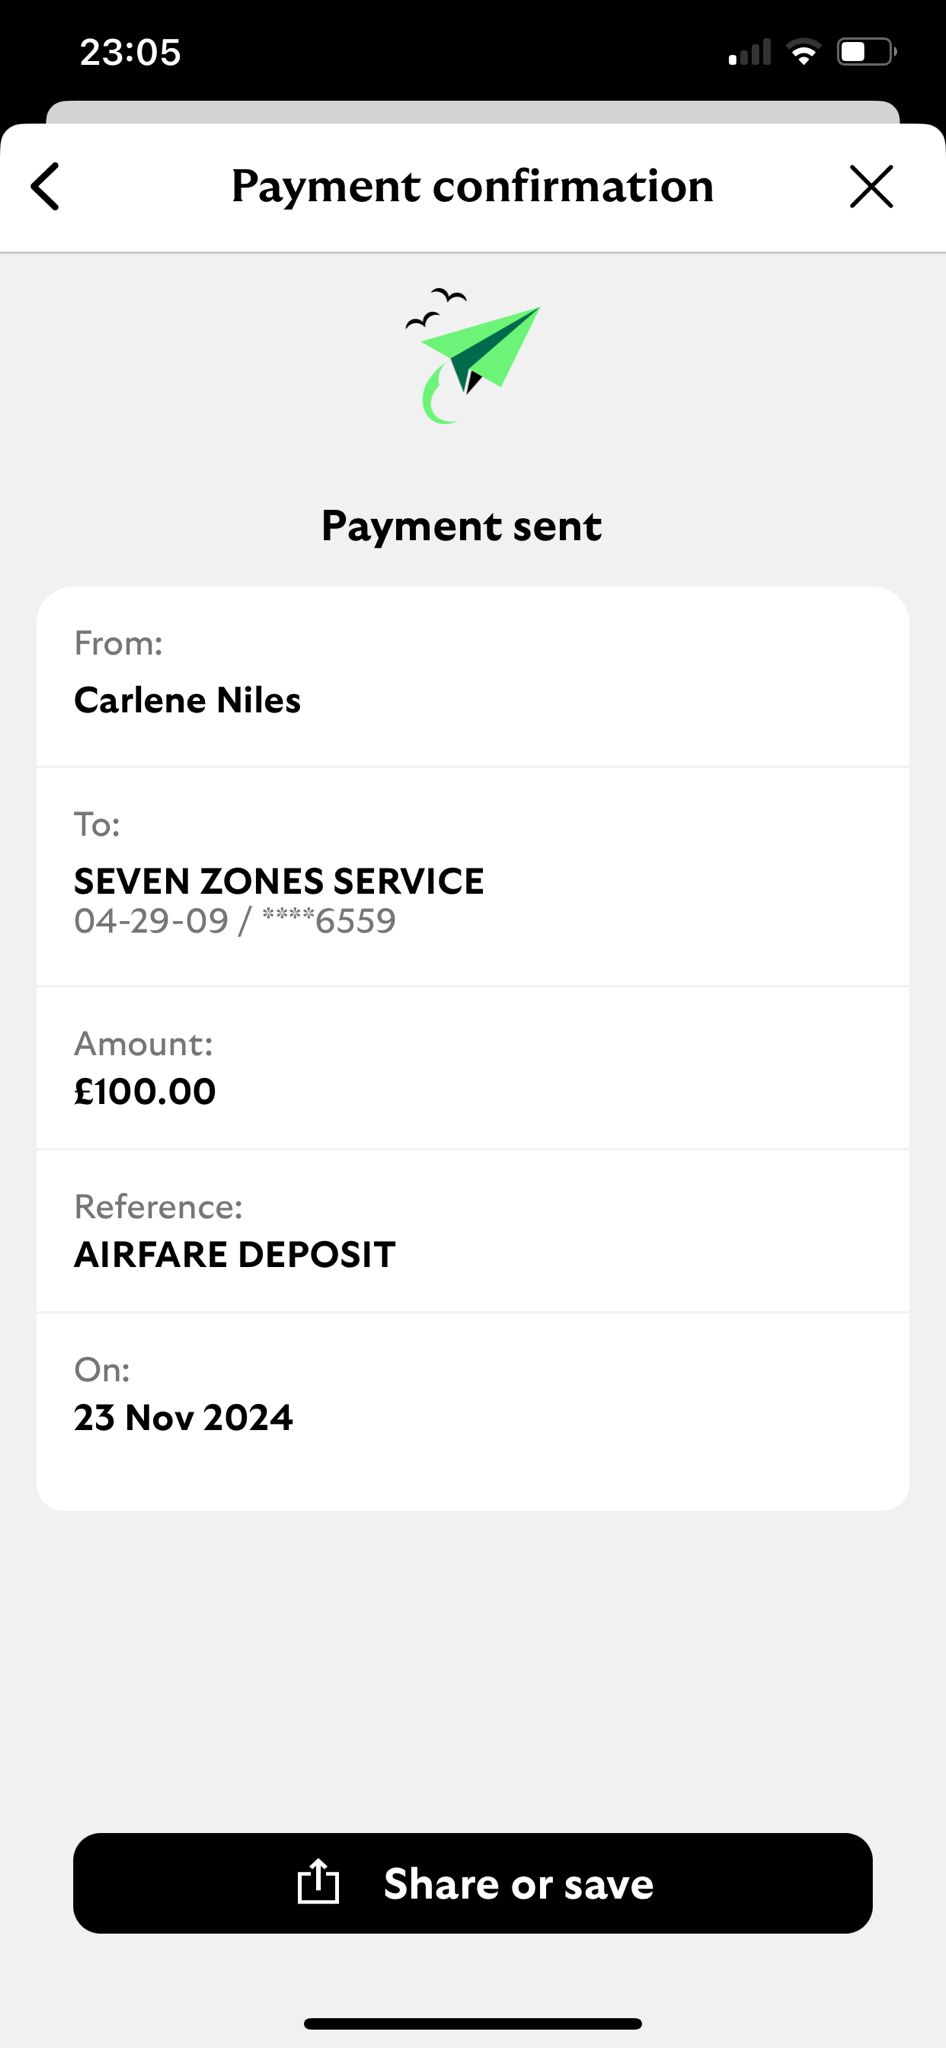 23:05
Payment confirmation
Payment sent
From:
Carlene Niles
To:
SEVEN ZONES SERVICE
04-29-09 / ****6559
Amount:
£100.00
Reference:
AIRFARE DEPOSIT
On:
23 Nov 2024
Share or save